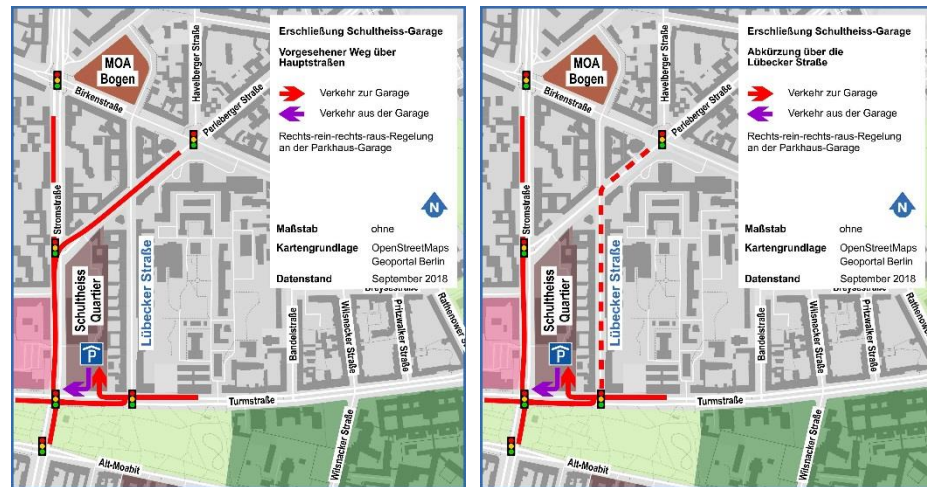 Erschließung Schultheiss-Garage
Vorgesehener Weg über
Hauptstraßen
Verkehr zur Garage
Verkehr aus der Garage
Rechts-rein-rechts-raus-Regelung
an der Parkhaus-Garage
N
Maßstab ohne
Kartengrundlage OpenStreetMaps
Geoportal Berlin
Datenstand September 2018
MOA
Bogen
Birkenstraße
Havelberger Straße
Perleberger Straße
Stromstraße
Schultheiss
Quartier
Lübecker Straße
P
Bandelstraße
Wilsnacker Straße
Pritzwalker Straße
Dreysestraße
Rathenower S
Turmstraße
Wilsnacker Straße
Alt-Moabit
Erschließung Schultheiss-Garage
Abkürzung über die
Lübecker Straße
Verkehr zur Garage
Verkehr aus der Garage
Rechts-rein-rechts-raus-Regelung
an der Parkhaus-Garage
N
Maßstab ohne
Kartengrundlage OpenStreetMaps
Geoportal Berlin
Datenstand September 2018
MOA
Bogen
Birkenstraße
Havelberger Straße
Perleberger Straße
Stromstraße
Schultheiss
Quartier
Lübecker Straße
P
Bandelstraße
Wilsnacker Straße
Pritzwalker Straße
Dreysestraße
Rathenower S
Turmstraße
Wilsnacker Straße
Alt-Moabit